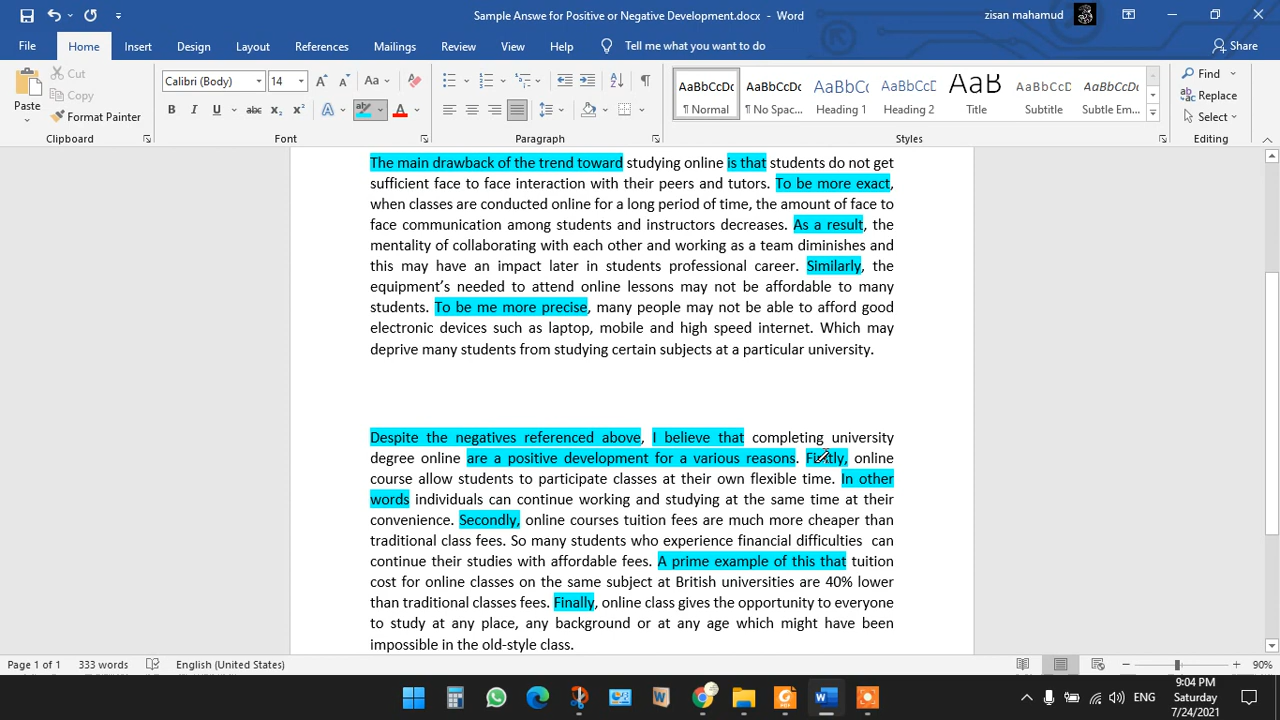 Sample Answe for Positive or Negative Development.docx - Word
zisan mahamud
File Home Insert Design Layout References Mailings Review View Help Tell me what you want to do Share
Cut
Copy
Format Painter
Paste
Clipboard
Calibri (Body) 14
Aa
B I U abc x₂ x² A A
Font
Paragraph
AaBbCcDc AaBbCcDc AaBbCc AaBbCcC AaB AaBbCcC AaBbCcDc
¶ Normal ¶ No Spac... Heading 1 Heading 2 Title Subtitle Subtle Em...
Styles
Find
Replace
Select
Editing
The main drawback of the trend toward studying online is that students do not get
sufficient face to face interaction with their peers and tutors. To be more exact,
when classes are conducted online for a long period of time, the amount of face to
face communication among students and instructors decreases. As a result, the
mentality of collaborating with each other and working as a team diminishes and
this may have an impact later in students professional career. Similarly, the
equipment's needed to attend online lessons may not be affordable to many
students. To be me more precise, many people may not be able to afford good
electronic devices such as laptop, mobile and high speed internet. Which may
deprive many students from studying certain subjects at a particular university.
Despite the negatives referenced above, I believe that completing university
degree online are a positive development for a various reasons. online
course allow students to participate classes at their own flexible time. In other
words individuals can continue working and studying at the same time at their
convenience. Secondly, online courses tuition fees are much more cheaper than
traditional class fees. So many students who experience financial difficulties can
continue their studies with affordable fees. A prime example of this that tuition
cost for online classes on the same subject at British universities are 40% lower
than traditional classes fees. Finally, online class gives the opportunity to everyone
to study at any place, any background or at any age which might have been
impossible in the old-style class.
Page 1 of 1 333 words English (United States) 90%
9:04 PM
ENG Saturday
7/24/2021